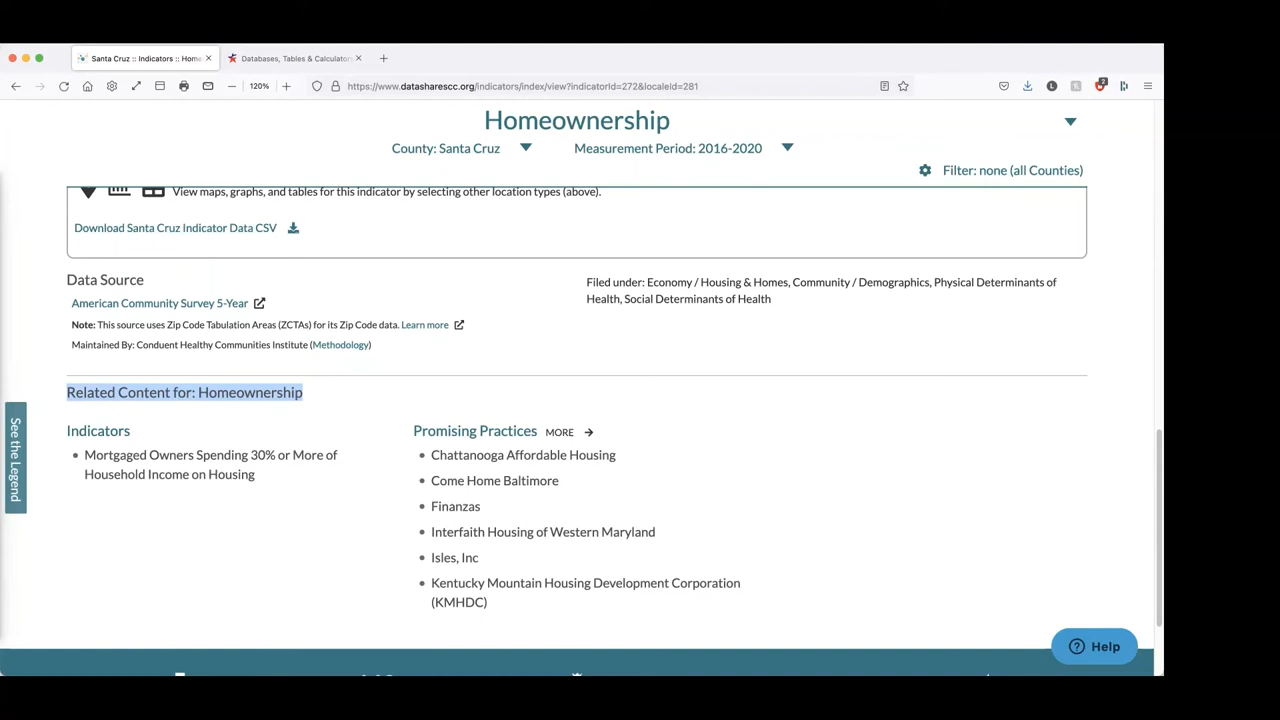 Santa Cruz :: Indicators :: Home
Databases, Tables & Calculators
120%
https://www.datasharescc.org/indicators/index/view?indicatorId=272&localeId=281
2
Homeownership
County: Santa Cruz
Measurement Period: 2016-2020
Filter: none (all Counties)
View maps, graphs, and tables for this indicator by selecting other location types (above).
Download Santa Cruz Indicator Data CSV
Data Source
American Community Survey 5-Year
Note: This source uses Zip Code Tabulation Areas (ZCTAs) for its Zip Code data. Learn more
Maintained By: Conduent Healthy Communities Institute (Methodology)
Filed under: Economy / Housing & Homes, Community / Demographics, Physical Determinants of
Health, Social Determinants of Health
Related Content for: Homeownership
See the Legend
Indicators
Mortgaged Owners Spending 30% or More of
Household Income on Housing
Promising Practices MORE
Chattanooga Affordable Housing
Come Home Baltimore
Finanzas
Interfaith Housing of Western Maryland
Isles, Inc
Kentucky Mountain Housing Development Corporation
(KMHDC)
Help